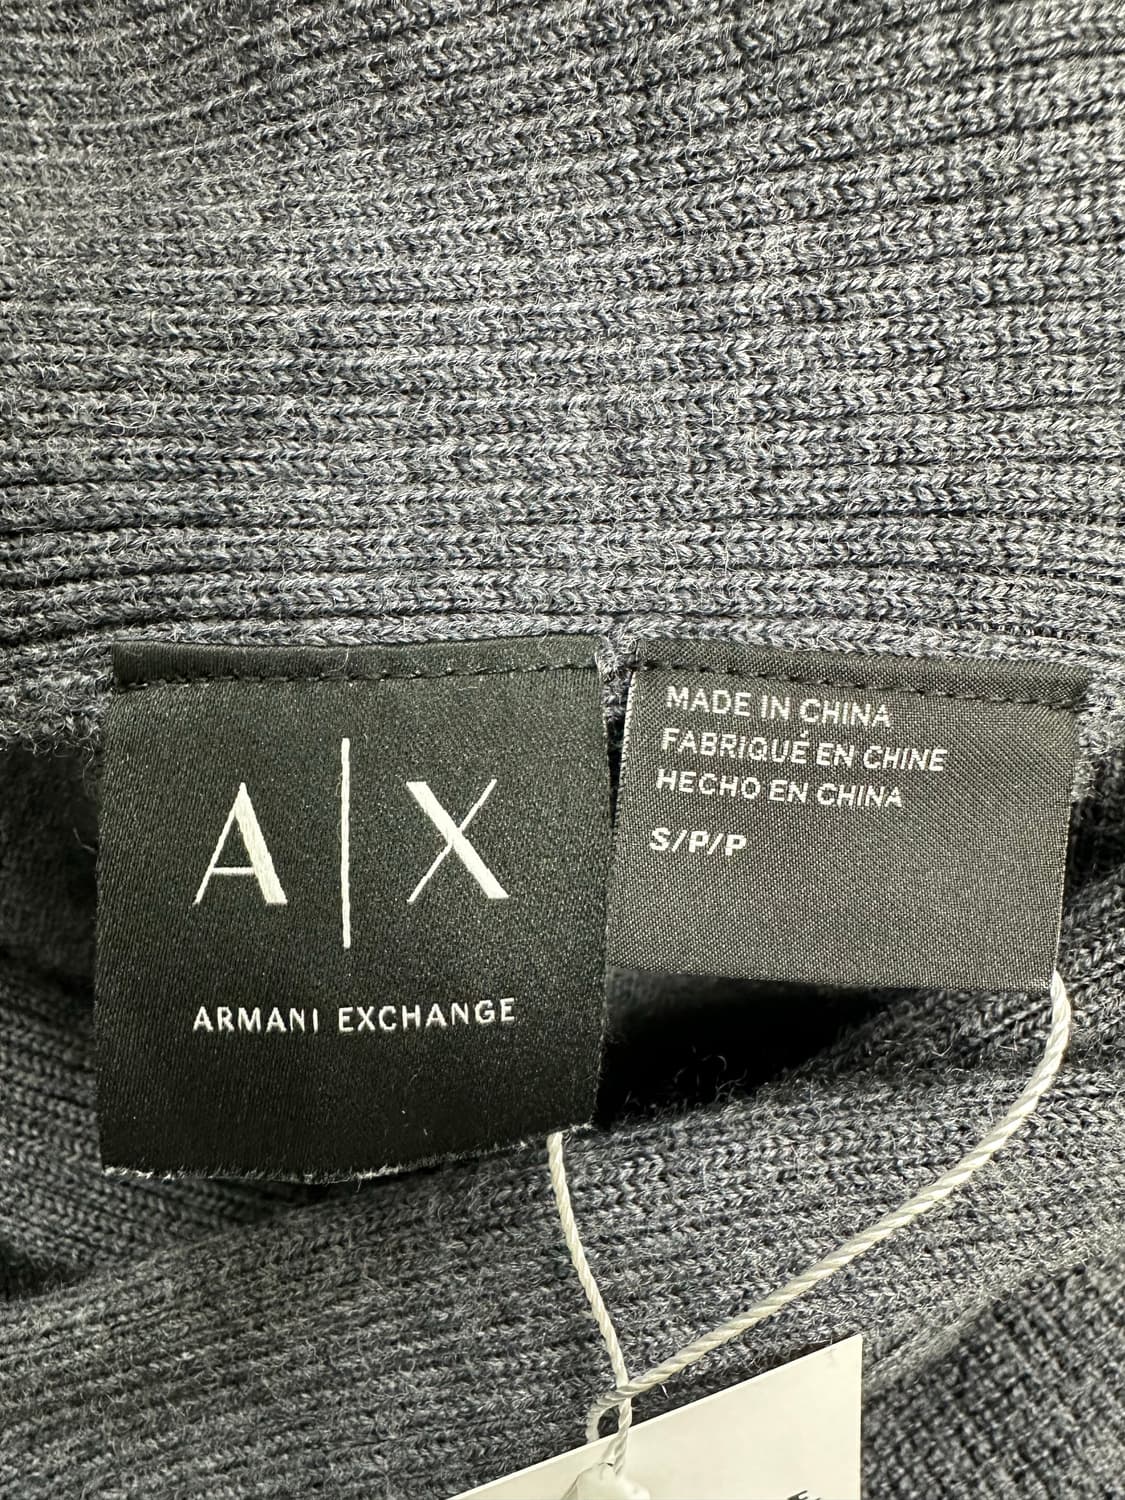 A|X
ARMANI EXCHANGE
MADE IN CHINA
FABRIQUÉ EN CHINE
HECHO EN CHINA
S/P/P